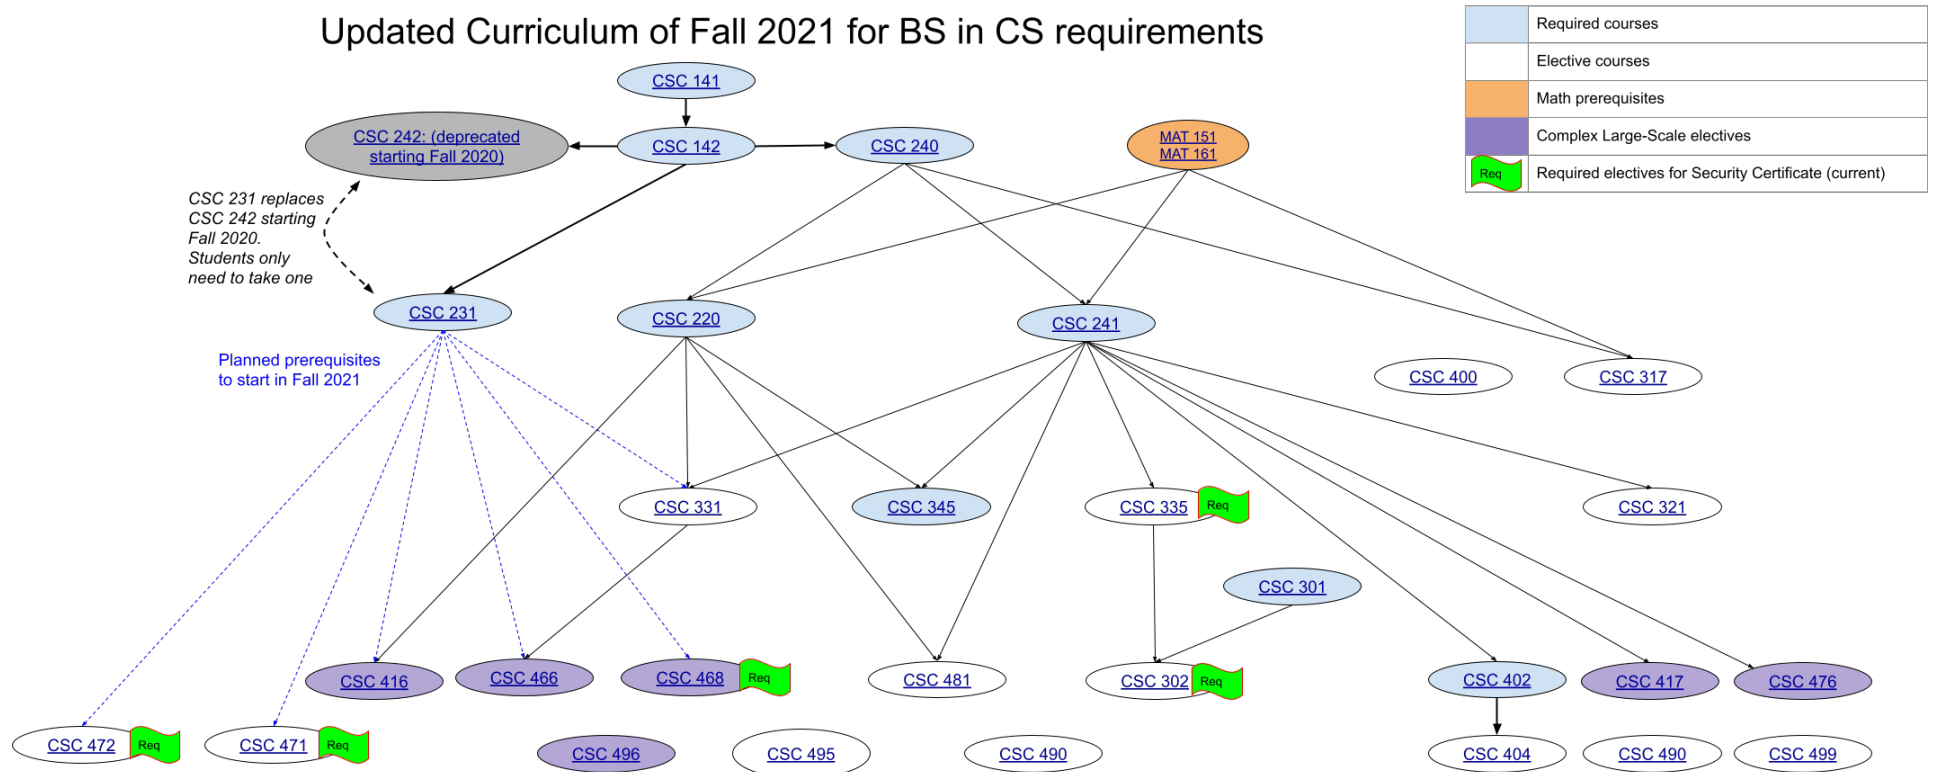 Updated Curriculum of Fall 2021 for BS in CS requirements
Required courses
Elective courses
Math prerequisites
Complex Large-Scale electives
Req
Required electives for Security Certificate (current)
CSC 141
CSC 242: (deprecated
starting Fall 2020)
CSC 142
CSC 240
MAT 151
MAT 161
CSC 231 replaces
CSC 242 starting
Fall 2020.
Students only
need to take one
CSC 231
CSC 220
CSC 241
Planned prerequisites
to start in Fall 2021
CSC 400
CSC 317
CSC 331
CSC 345
CSC 335
Req
CSC 321
CSC 301
CSC 416
CSC 466
CSC 468
Req
CSC 481
CSC 302
Req
CSC 402
CSC 417
CSC 476
CSC 472
Req
CSC 471
Req
CSC 496
CSC 495
CSC 490
CSC 404
CSC 490
CSC 499